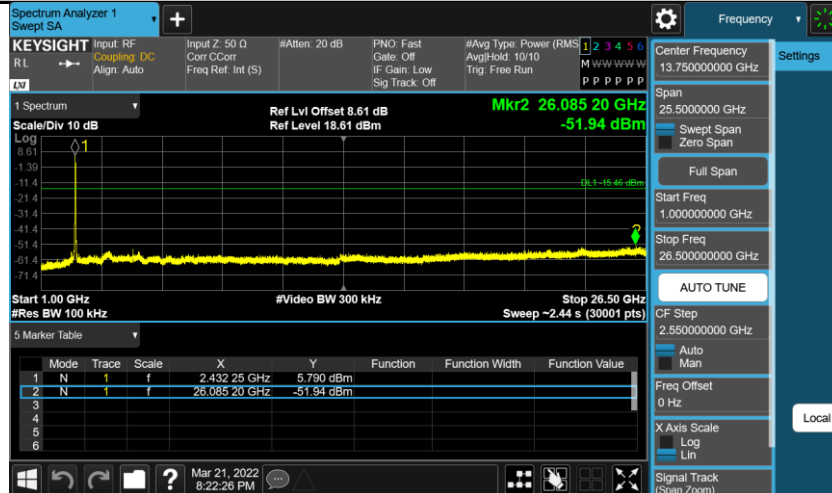 Spectrum Analyzer 1
Swept SA
+
Frequency
KEYSIGHT
RL
LXI
Input: RF
Coupling: DC
Align: Auto
Input Z: 50 Ω
Corr CCorr
Freq Ref: Int (S)
#Atten: 20 dB
PNO: Fast
Gate: Off
IF Gain: Low
Sig Track: Off
#Avg Type: Power (RMS
Avg|Hold: 10/10
Trig: Free Run
1 2 3 4 5 6
M W W W W W
P P P P P P
1 Spectrum
Scale/Div 10 dB
Ref Lvl Offset 8.61 dB
Ref Level 18.61 dBm
Mkr2 26.085 20 GHz
-51.94 dBm
Log
8.61
-1.39
-11.4
-21.4
-31.4
-41.4
-51.4
-61.4
-71.4
1
2
DL1 -15.46 dBm
Start 1.00 GHz
#Res BW 100 kHz
#Video BW 300 kHz
Stop 26.50 GHz
Sweep ~2.44 s (30001 pts)
5 Marker Table
Mode Trace Scale X Y Function Function Width Function Value
1 N 1 f 2.432 25 GHz 5.790 dBm
2 N 1 f 26.085 20 GHz -51.94 dBm
3
4
5
6
?
Mar 21, 2022
8:22:26 PM
Center Frequency
13.750000000 GHz
Span
25.5000000 GHz
Swept Span
Zero Span
Full Span
Start Freq
1.000000000 GHz
Stop Freq
26.500000000 GHz
AUTO TUNE
CF Step
2.550000000 GHz
Auto
Man
Freq Offset
0 Hz
X Axis Scale
Log
Lin
Signal Track
(Span Zoom)
Settings
Local